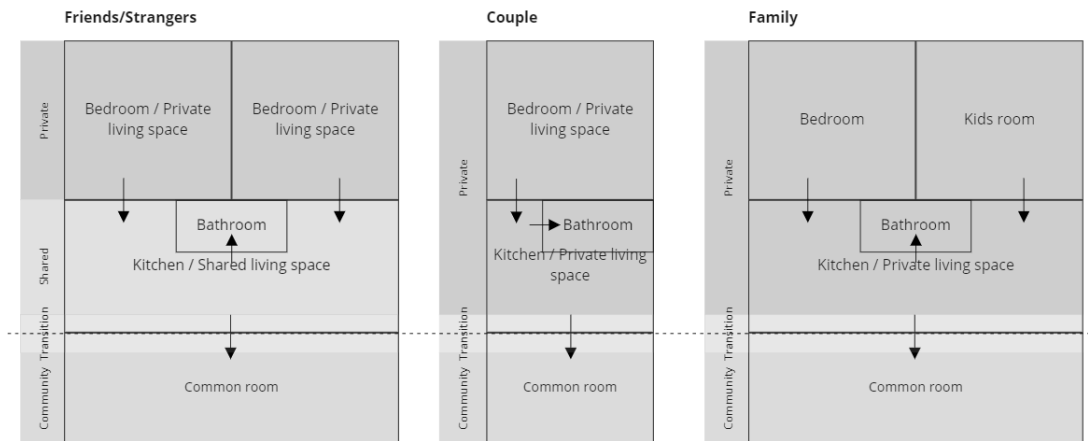 Friends/Strangers
Private
Shared
Transition
Community
Bedroom / Private
living space
Bedroom / Private
living space
Bathroom
Kitchen / Shared living space
Common room
Couple
Private
Transition
Community
Bedroom / Private
living space
Bathroom
Kitchen / Private living
space
Common room
Family
Private
Transition
Community
Bedroom
Kids room
Bathroom
Kitchen / Private living space
Common room